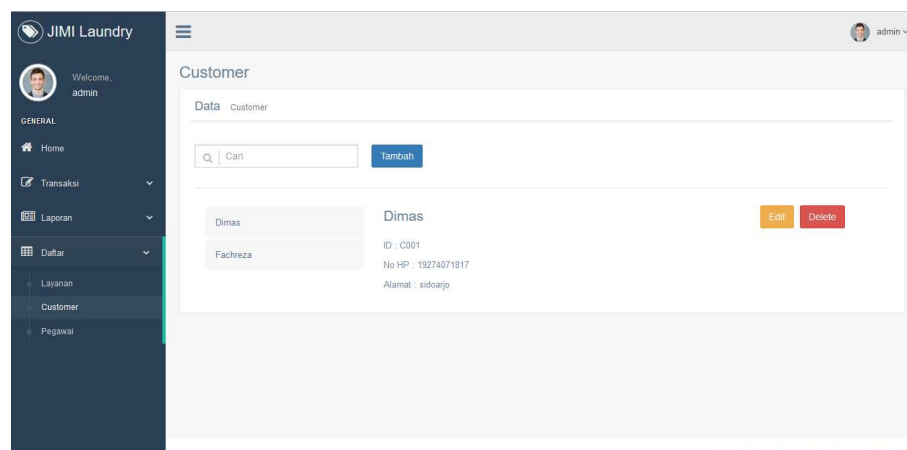 JIMI Laundry
admin
Welcome,
admin
GENERAL
Home
Transaksi
Laporan
Daftar
Layanan
Customer
Pegawai
Customer
Data Customer
Cari
Tambah
Dimas
Fachreza
Dimas
Edit
Delete
ID : C001
No HP : 19274071817
Alamat : sidoarjo